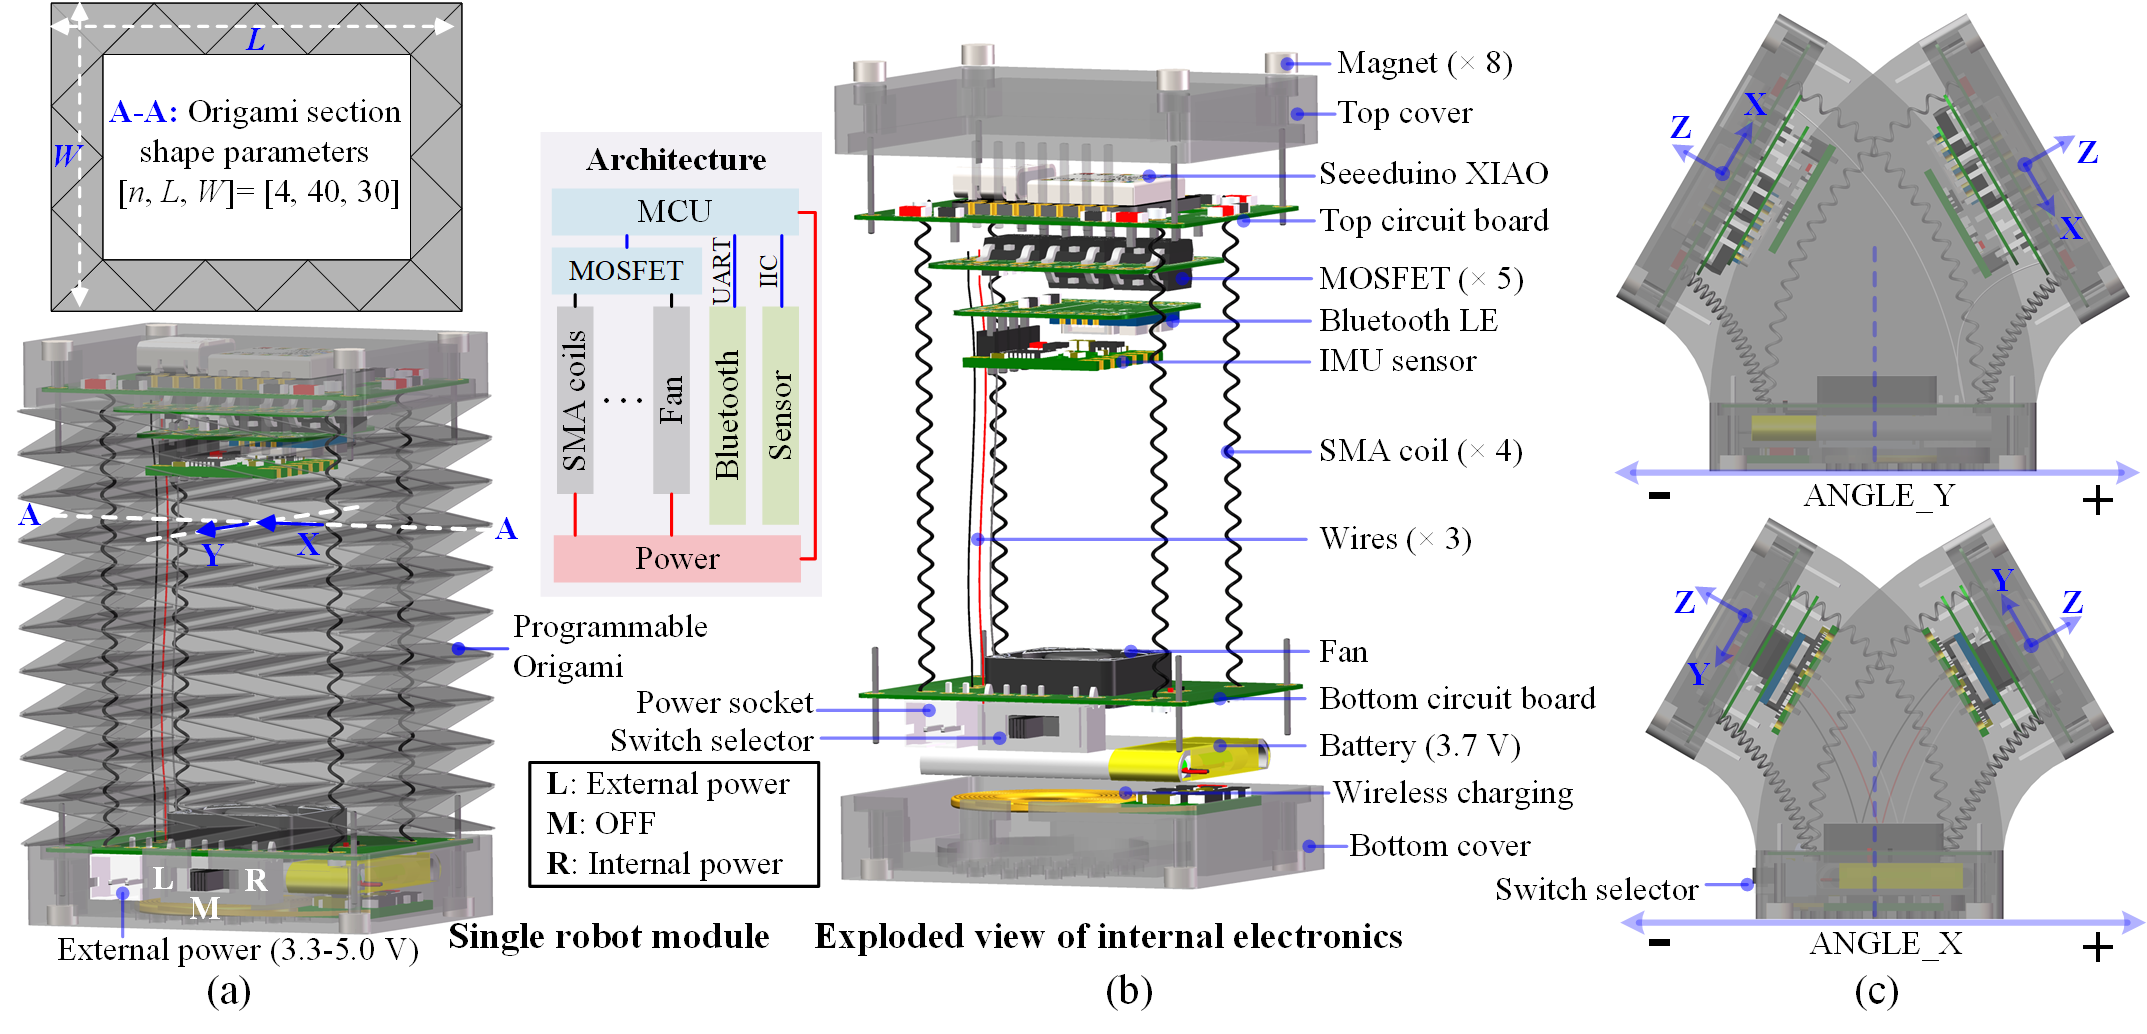 L
W
A-A: Origami section
shape parameters
[n, L, W]= [4, 40, 30]
A
A
Y
X
Programmable
Origami
L
R
M
External power (3.3-5.0 V)
(a)
Architecture
MCU
MOSFET
UART
IIC
SMA coils
...
Fan
Bluetooth
Sensor
Power
Single robot module
Magnet (× 8)
Top cover
Seeeduino XIAO
Top circuit board
MOSFET (× 5)
Bluetooth LE
IMU sensor
SMA coil (× 4)
Wires (× 3)
Fan
Power socket
Bottom circuit board
Switch selector
Battery (3.7 V)
L: External power
M: OFF
R: Internal power
Wireless charging
Bottom cover
Exploded view of internal electronics
(b)
Z
X
Z
X
- ANGLE_Y +
Z
Y
Y
Z
Switch selector
- ANGLE_X +
(c)